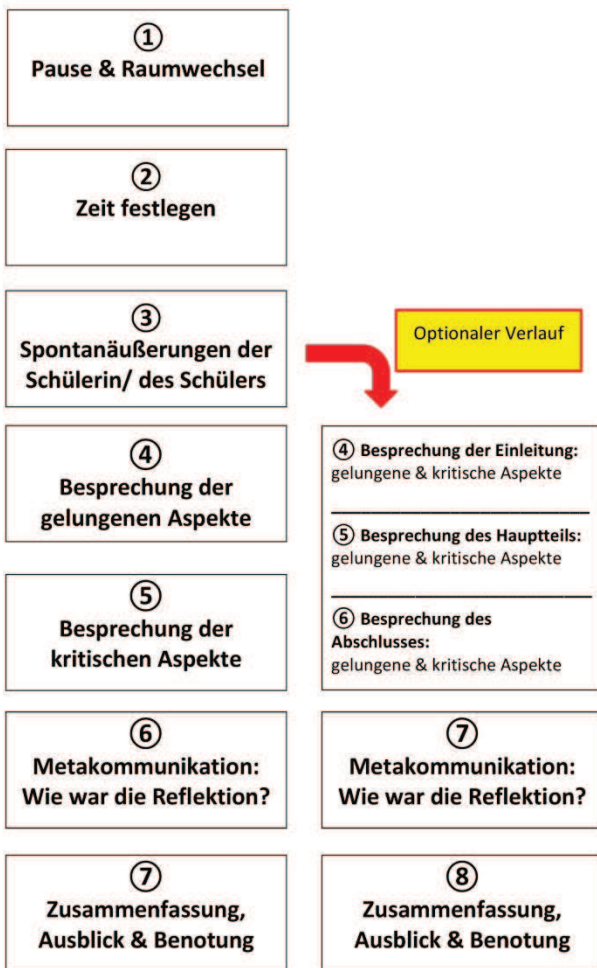 ①
Pause & Raumwechsel
②
Zeit festlegen
③
Spontanäußerungen der
Schülerin/ des Schülers
Optionaler Verlauf
④
Besprechung der
gelungenen Aspekte
⑤
Besprechung der
kritischen Aspekte
④ Besprechung der Einleitung:
gelungene & kritische Aspekte
⑤ Besprechung des Hauptteils:
gelungene & kritische Aspekte
⑥ Besprechung des
Abschlusses:
gelungene & kritische Aspekte
⑥
Metakommunikation:
Wie war die Reflektion?
⑦
Metakommunikation:
Wie war die Reflektion?
⑦
Zusammenfassung,
Ausblick & Benotung
⑧
Zusammenfassung,
Ausblick & Benotung